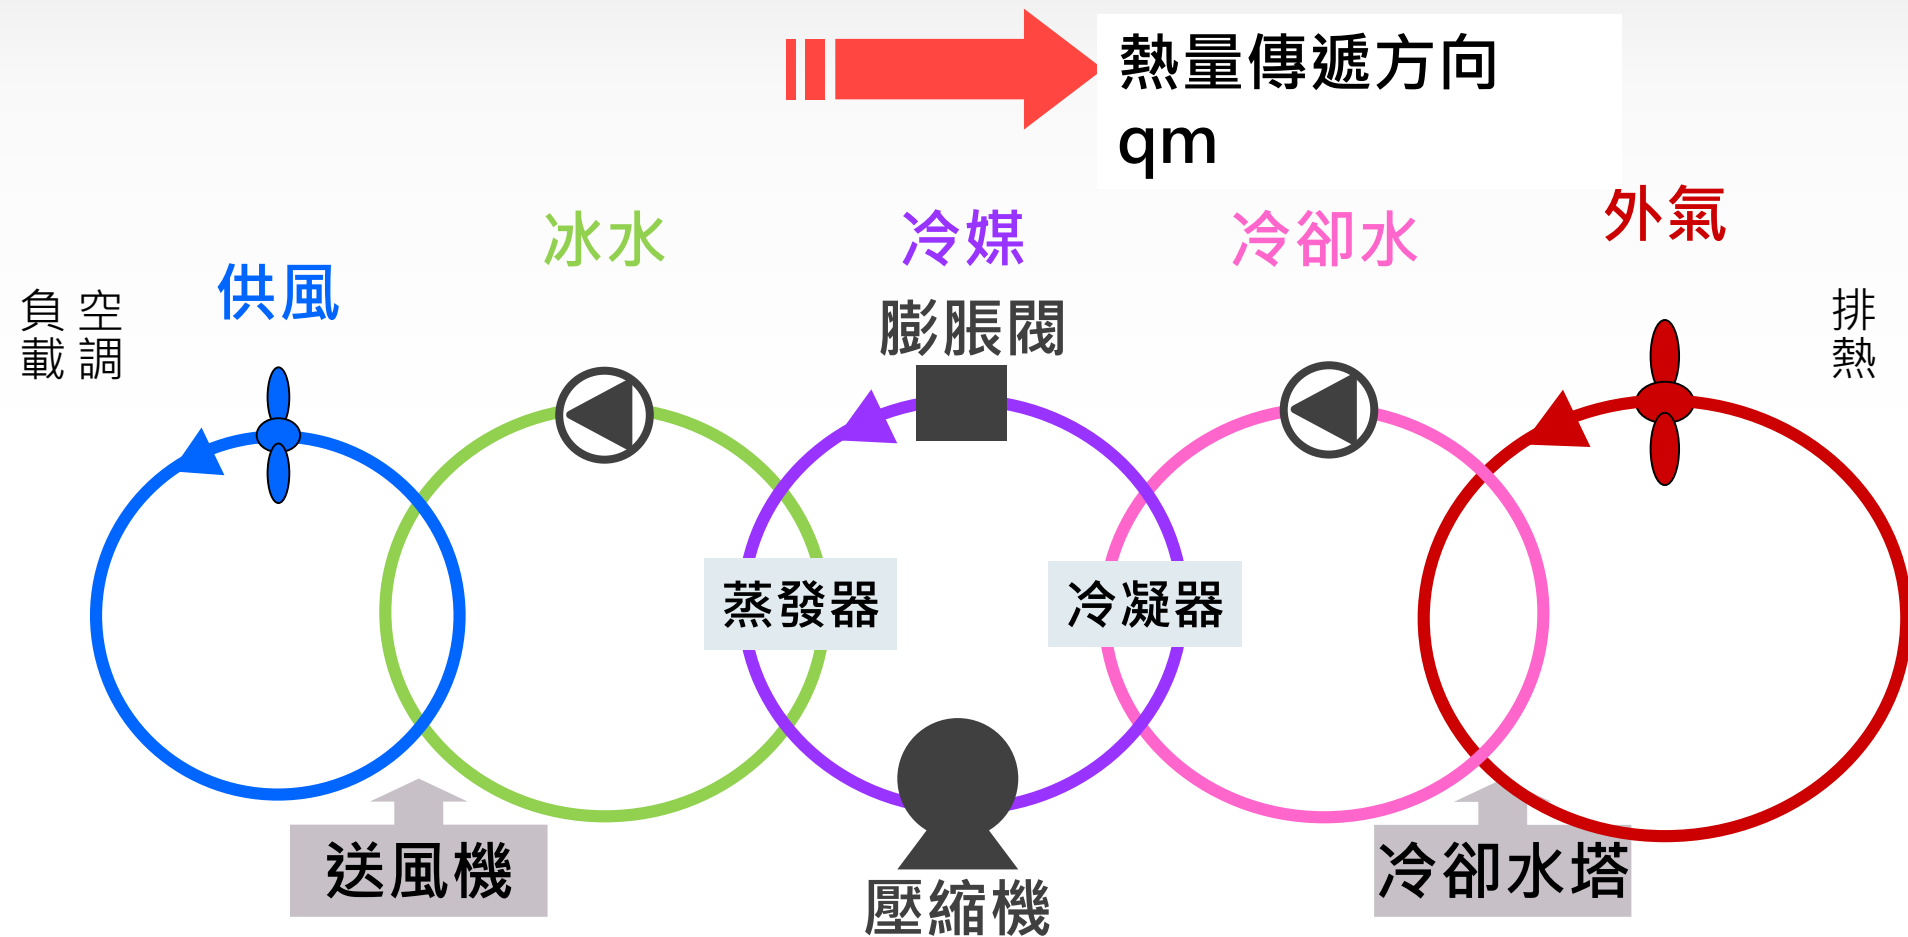 熱量傳遞方向
qm
外氣
冰水
冷媒
冷卻水
供風
空調
負載
排熱
膨脹閥
蒸發器
冷凝器
送風機
冷卻水塔
壓縮機